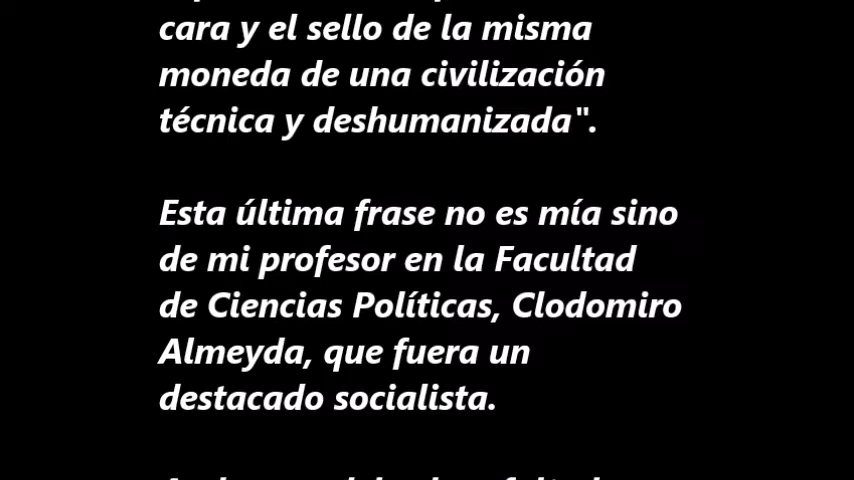 cara y el sello de la misma
moneda de una civilización
técnica y deshumanizada".
Esta última frase no es mía sino
de mi profesor en la Facultad
de Ciencias Políticas, Clodomiro
Almeyda, que fuera un
destacado socialista.